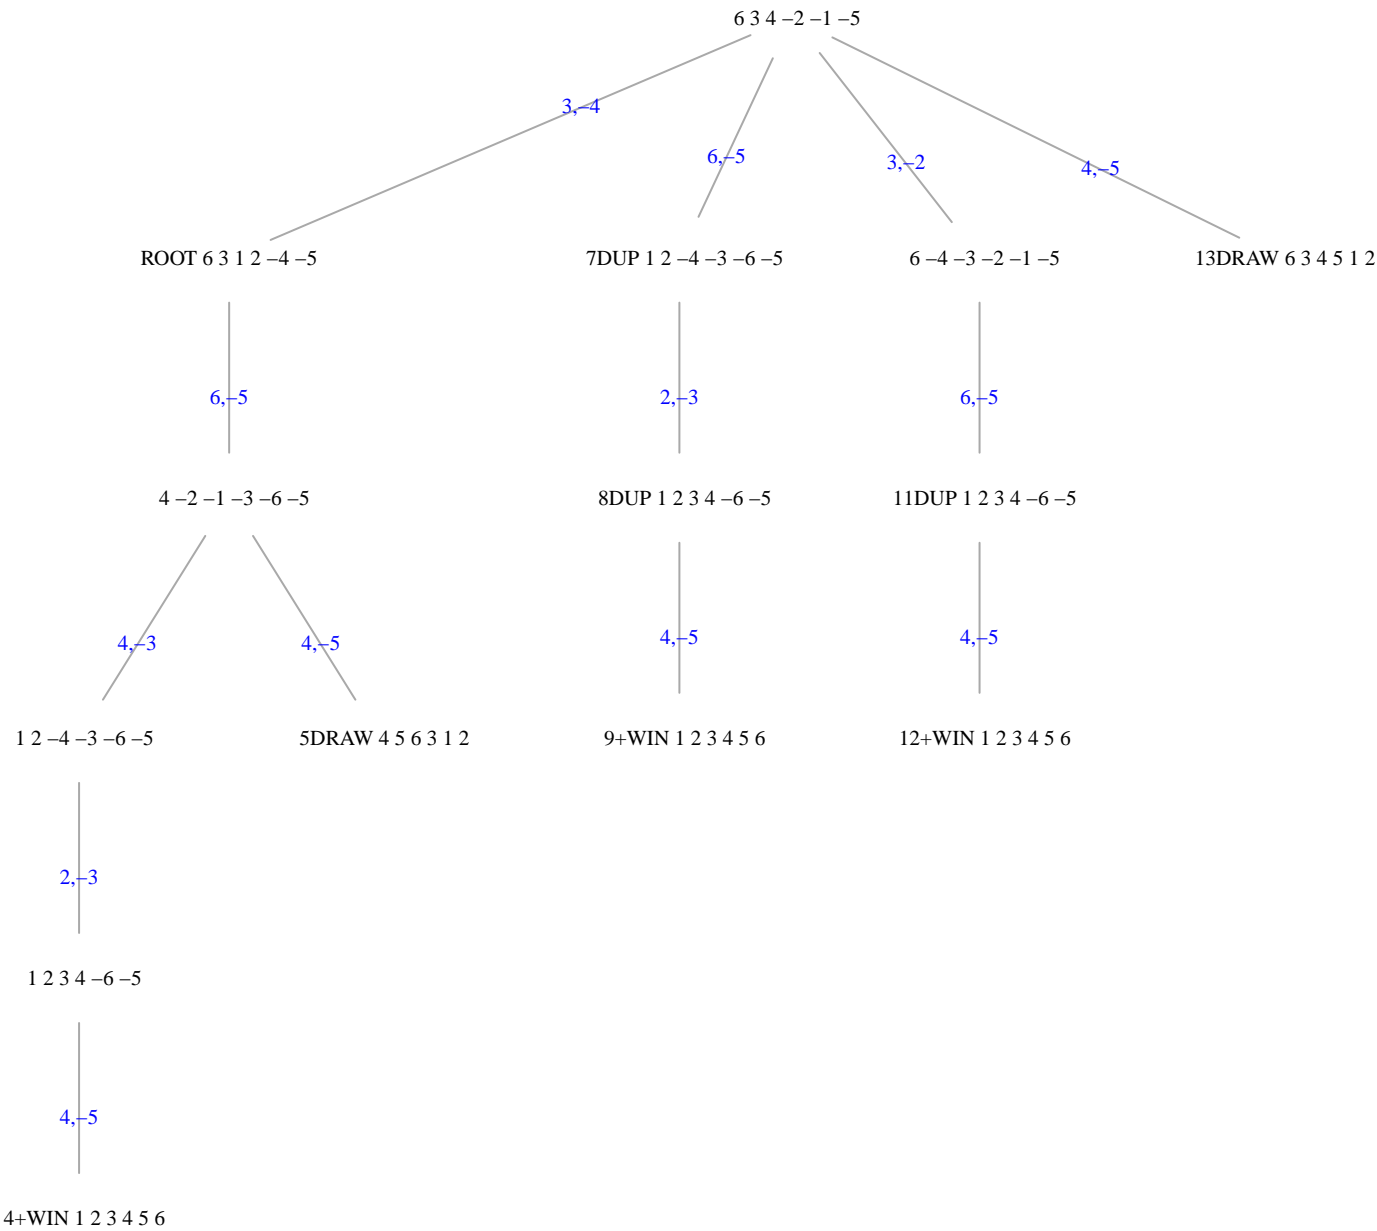 6 3 4 –2 –1 –5
3,–4
6,–5
3,–2
4,–5
ROOT 6 3 1 2 –4 –5
7DUP 1 2 –4 –3 –6 –5
6 –4 –3 –2 –1 –5
13DRAW 6 3 4 5 1 2
6,–5
2,–3
6,–5
4 –2 –1 –3 –6 –5
8DUP 1 2 3 4 –6 –5
11DUP 1 2 3 4 –6 –5
4,–3
4,–5
4,–5
4,–5
1 2 –4 –3 –6 –5
5DRAW 4 5 6 3 1 2
9+WIN 1 2 3 4 5 6
12+WIN 1 2 3 4 5 6
2,–3
1 2 3 4 –6 –5
4,–5
4+WIN 1 2 3 4 5 6